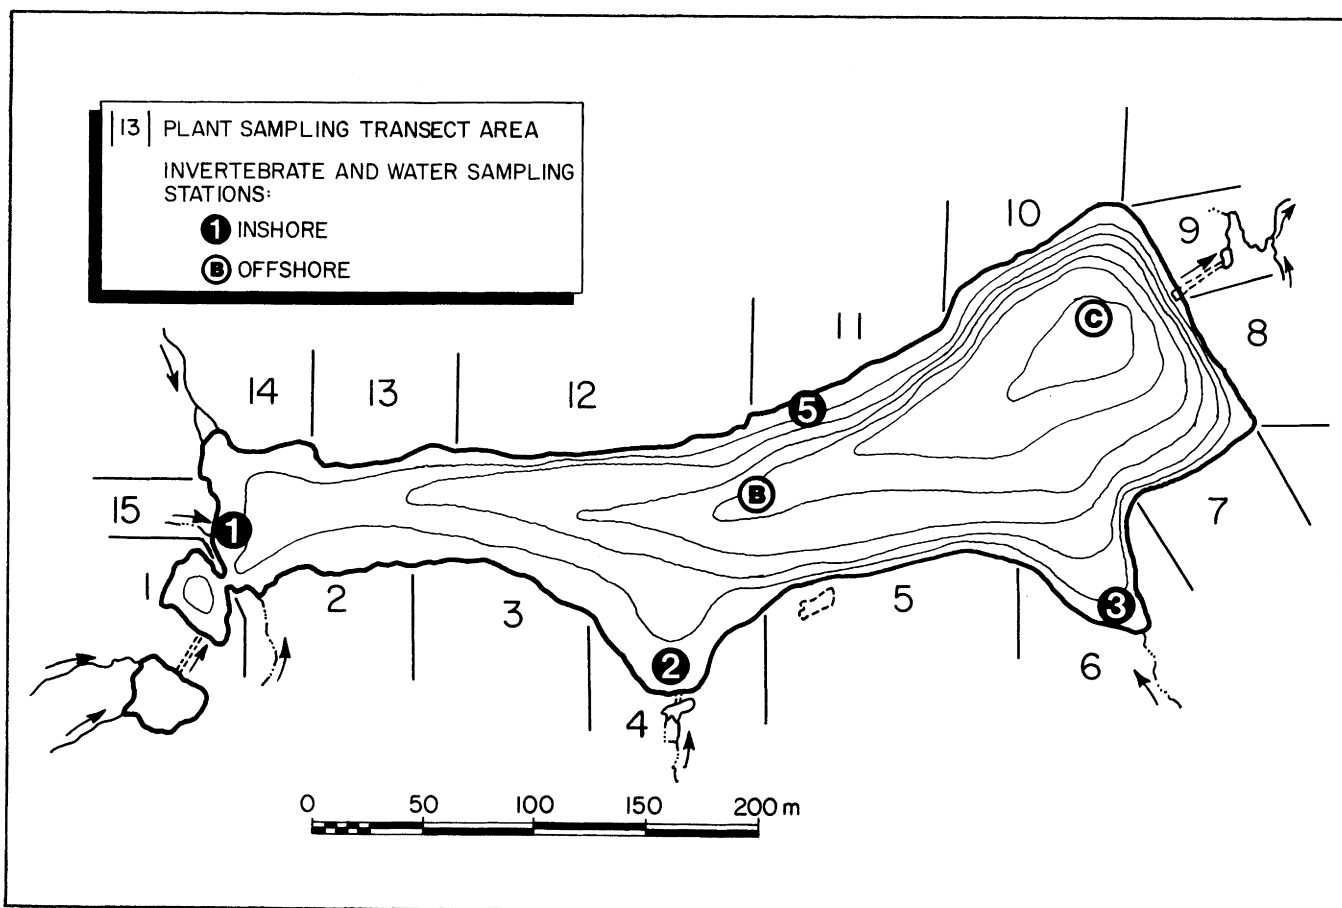 |13| PLANT SAMPLING TRANSECT AREA
INVERTEBRATE AND WATER SAMPLING
STATIONS:
1 INSHORE
B OFFSHORE
10
9
C
11
8
14
13
12
5
B
7
15
1
1
2
3
5
3
2
6
4
0 50 100 150 200 m